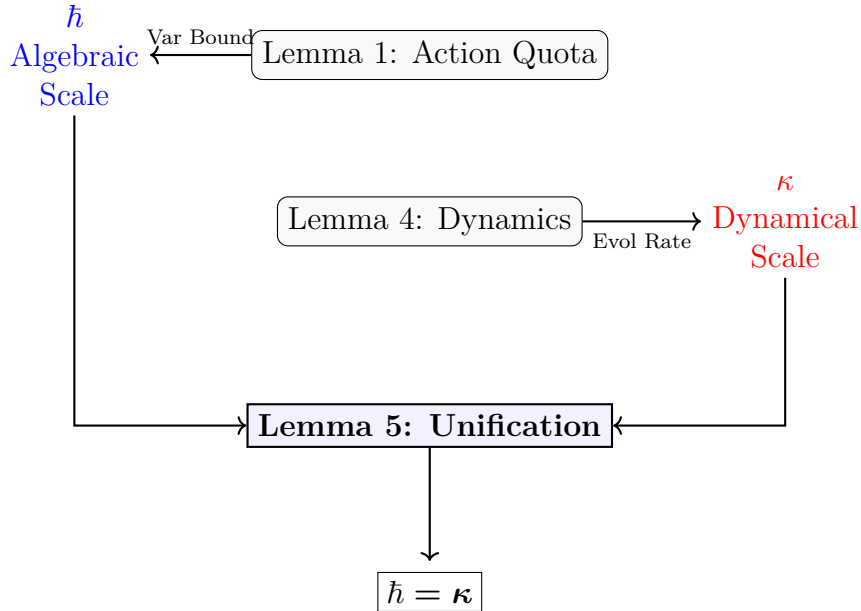 ℏ
Algebraic
Scale
Var Bound
Lemma 1: Action Quota
Lemma 4: Dynamics
Evol Rate
κ
Dynamical
Scale
Lemma 5: Unification
ℏ = κ